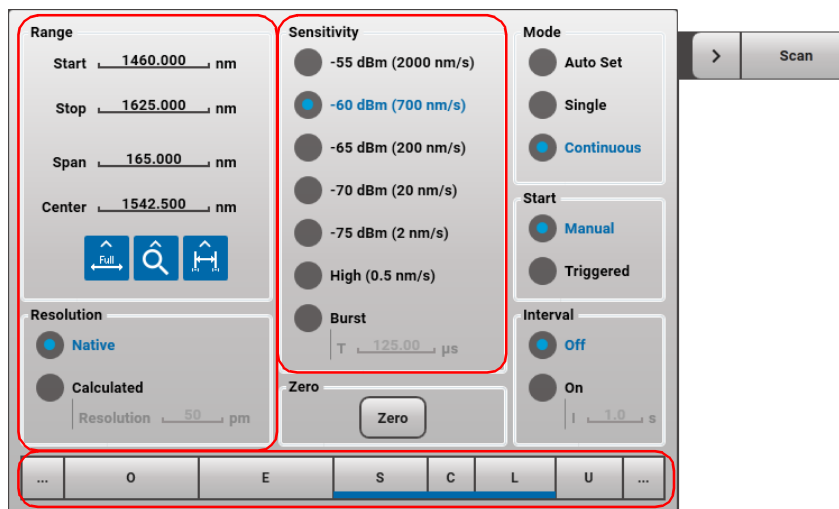 Range
Start 1460.000 nm
Stop 1625.000 nm
Span 165.000 nm
Center 1542.500 nm
Full
Resolution
Native
Calculated
Resolution 50 pm
Sensitivity
-55 dBm (2000 nm/s)
-60 dBm (700 nm/s)
-65 dBm (200 nm/s)
-70 dBm (20 nm/s)
-75 dBm (2 nm/s)
High (0.5 nm/s)
Burst
T 125.00 µs
Zero
Zero
Mode
Auto Set
Single
Continuous
Start
Manual
Triggered
Interval
Off
On
I 1.0 s
> Scan
... O E S C L U ...